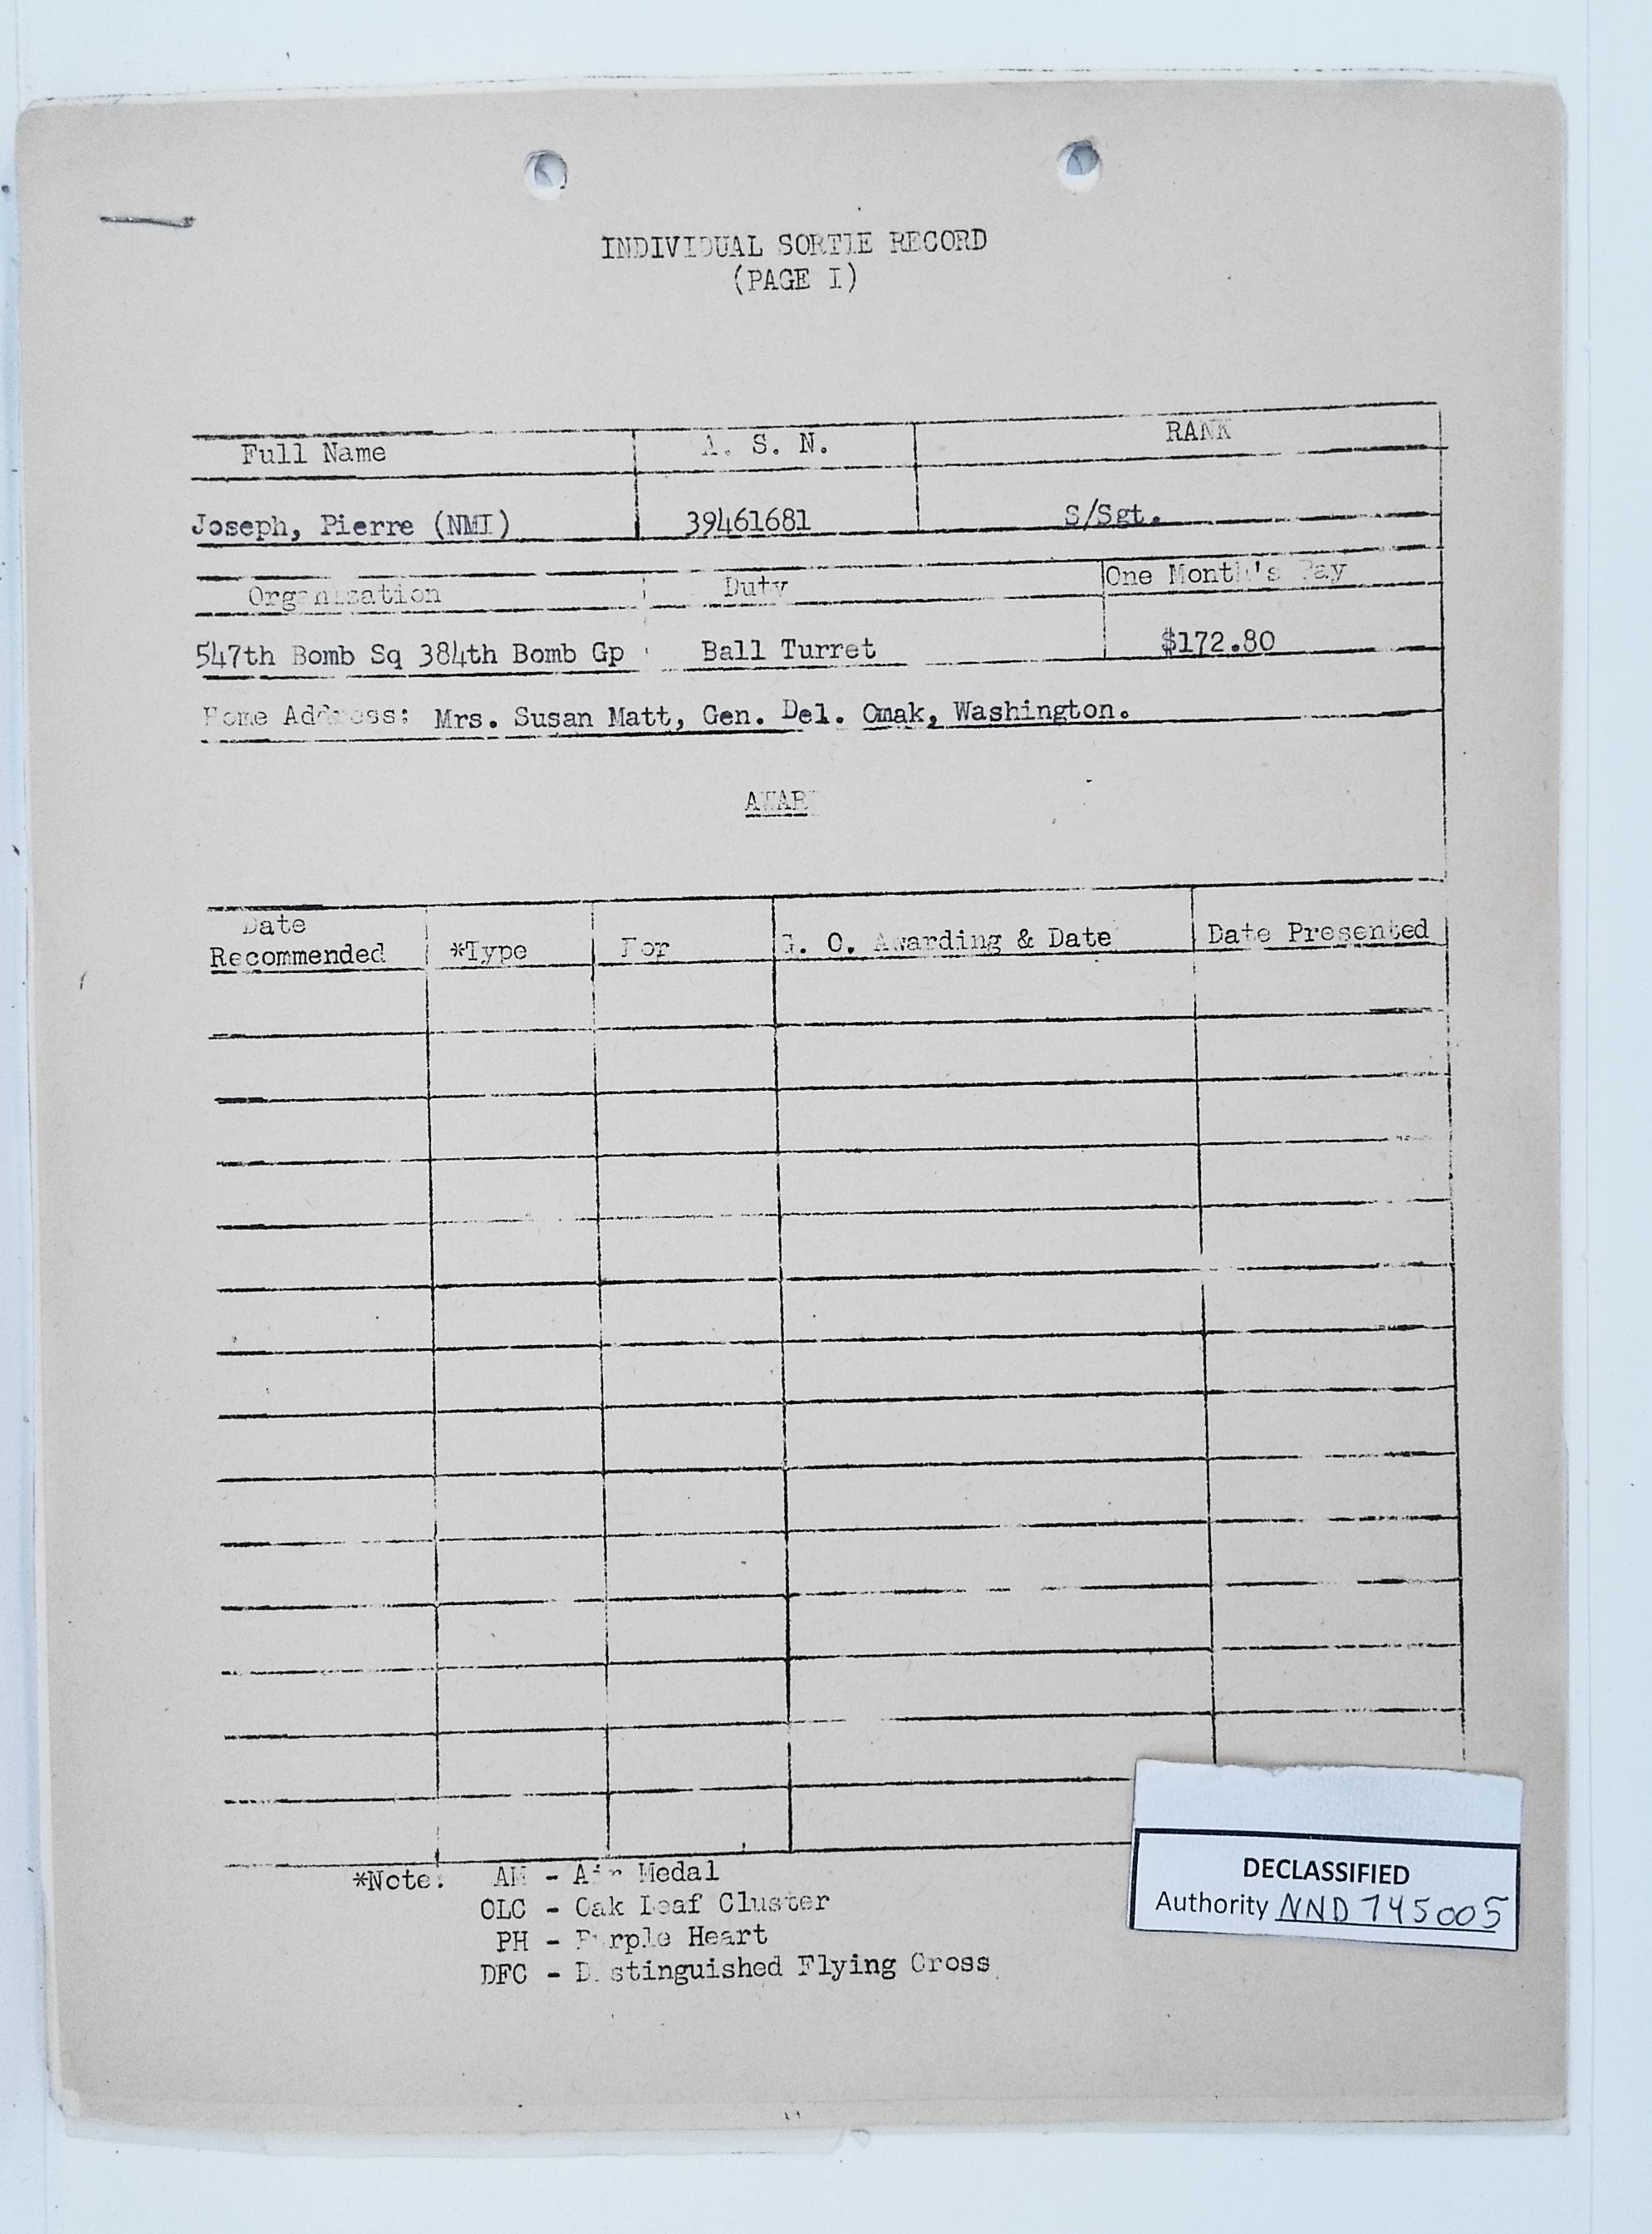 INDIVIDUAL SORTIE RECORD
(PAGE I)
Full Name A. S. N. RANK
Joseph, Pierre (NMI) 39461681 S/Sgt.
Organization Duty One Month's Pay
547th Bomb Sq 384th Bomb Gp Ball Turret $172.80
Home Address: Mrs. Susan Matt, Gen. Del. Omak, Washington.
AWAR
Date
Recommended *Type For G. O. Awarding & Date Date Presented
*Note: AM - Air Medal
OLC - Oak Leaf Cluster
PH - Purple Heart
DFC - Distinguished Flying Cross
DECLASSIFIED
Authority NND 745005